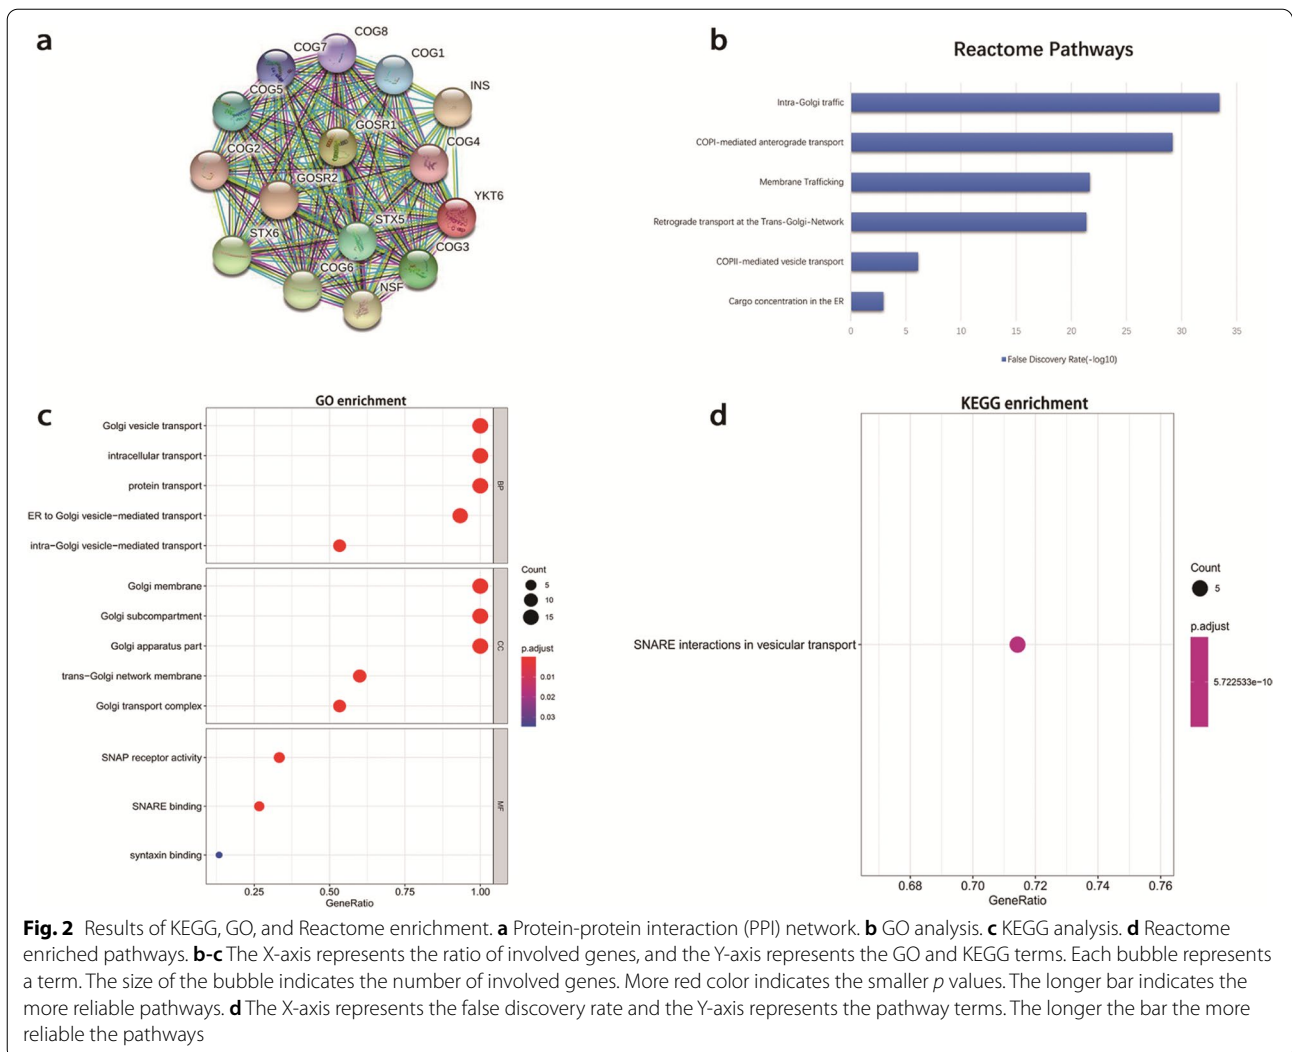 a
COG8
COG7
COG1
INS
COG5
GOSR1
COG2
COG4
GOSR2
YKT6
STX5
STX6
COG3
COG6
NSF
b
Reactome Pathways
Intra-Golgi traffic
COPI-mediated anterograde transport
Membrane Trafficking
Retrograde transport at the Trans-Golgi-Network
COPII-mediated vesicle transport
Cargo concentration in the ER
0 5 10 15 20 25 30 35
False Discovery Rate(-log10)
c
GO enrichment
Golgi vesicle transport
intracellular transport
protein transport
ER to Golgi vesicle-mediated transport
intra-Golgi vesicle-mediated transport
BP
Golgi membrane
Golgi subcompartment
Golgi apparatus part
trans-Golgi network membrane
Golgi transport complex
CC
SNAP receptor activity
SNARE binding
syntaxin binding
MF
0.25 0.50 0.75 1.00
GeneRatio
Count
5
10
15
p.adjust
0.01
0.02
0.03
d
KEGG enrichment
SNARE interactions in vesicular transport
0.68 0.70 0.72 0.74 0.76
GeneRatio
Count
5
p.adjust
5.722533e-10
Fig. 2 Results of KEGG, GO, and Reactome enrichment. a Protein-protein interaction (PPI) network. b GO analysis. c KEGG analysis. d Reactome
enriched pathways. b-c The X-axis represents the ratio of involved genes, and the Y-axis represents the GO and KEGG terms. Each bubble represents
a term. The size of the bubble indicates the number of involved genes. More red color indicates the smaller p values. The longer bar indicates the
more reliable pathways. d The X-axis represents the false discovery rate and the Y-axis represents the pathway terms. The longer the bar the more
reliable the pathways